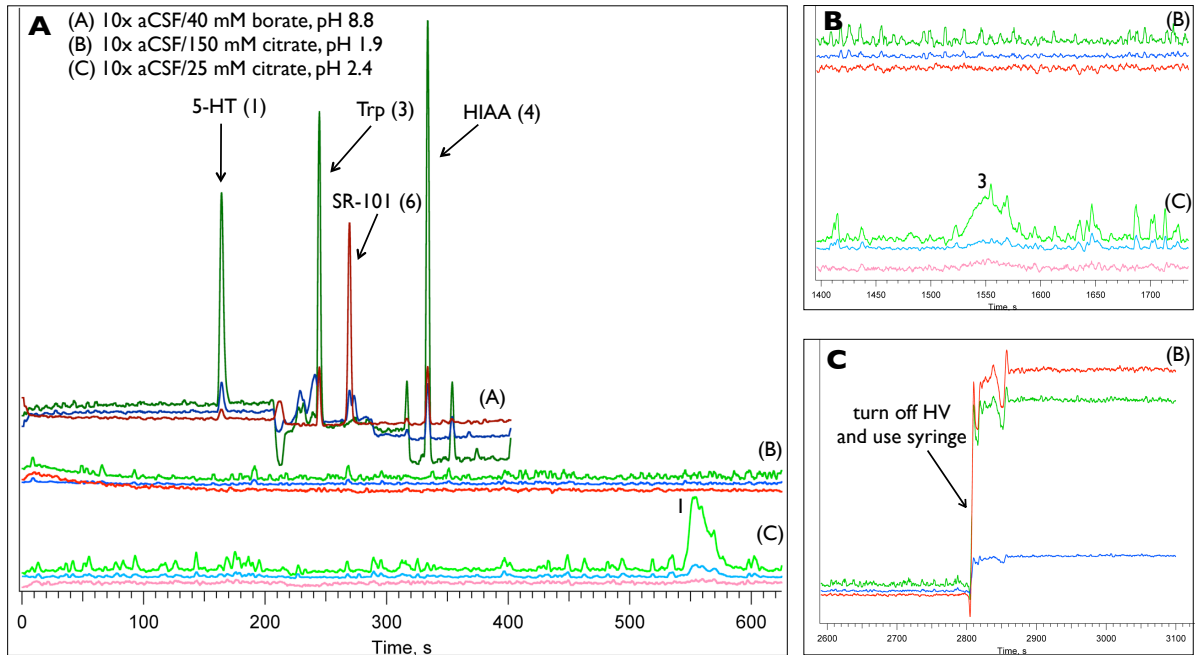 A
(A) 10x aCSF/40 mM borate, pH 8.8
(B) 10x aCSF/150 mM citrate, pH 1.9
(C) 10x aCSF/25 mM citrate, pH 2.4
5-HT (1)
Trp (3)
HIAA (4)
SR-101 (6)
(A)
(B)
1
(C)
0 100 200 300 400 500 600
Time, s
B
(B)
3
(C)
1400 1450 1500 1550 1600 1650 1700
Time, s
C
(B)
turn off HV
and use syringe
2600 2700 2800 2900 3000 3100
Time, s